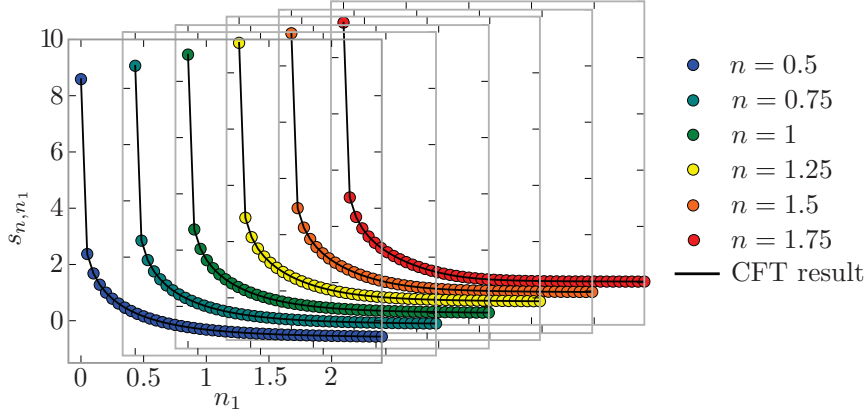 10
8
6
4
2
0
s_{n,n_1}
0 0.5 1 1.5 2
n_1
n = 0.5
n = 0.75
n = 1
n = 1.25
n = 1.5
n = 1.75
CFT result